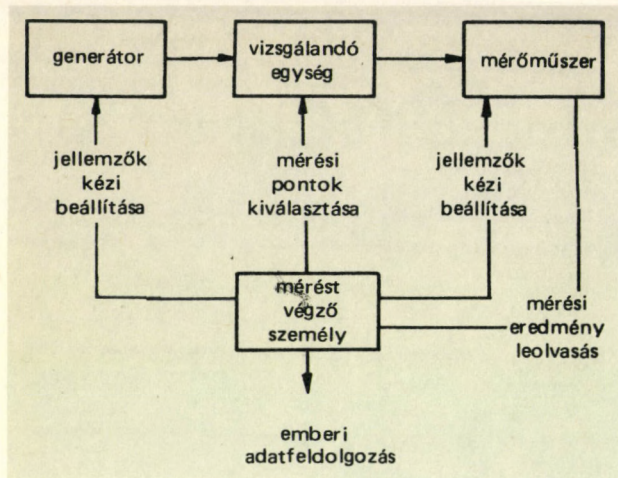 generátor
vizsgálandó
egység
mérőműszer
jellemzők
kézi
beállítása
mérési
pontok
kiválasztása
jellemzők
kézi
beállítása
mérést
végző
személy
mérési
eredmény
leolvasás
emberi
adatfeldolgozás